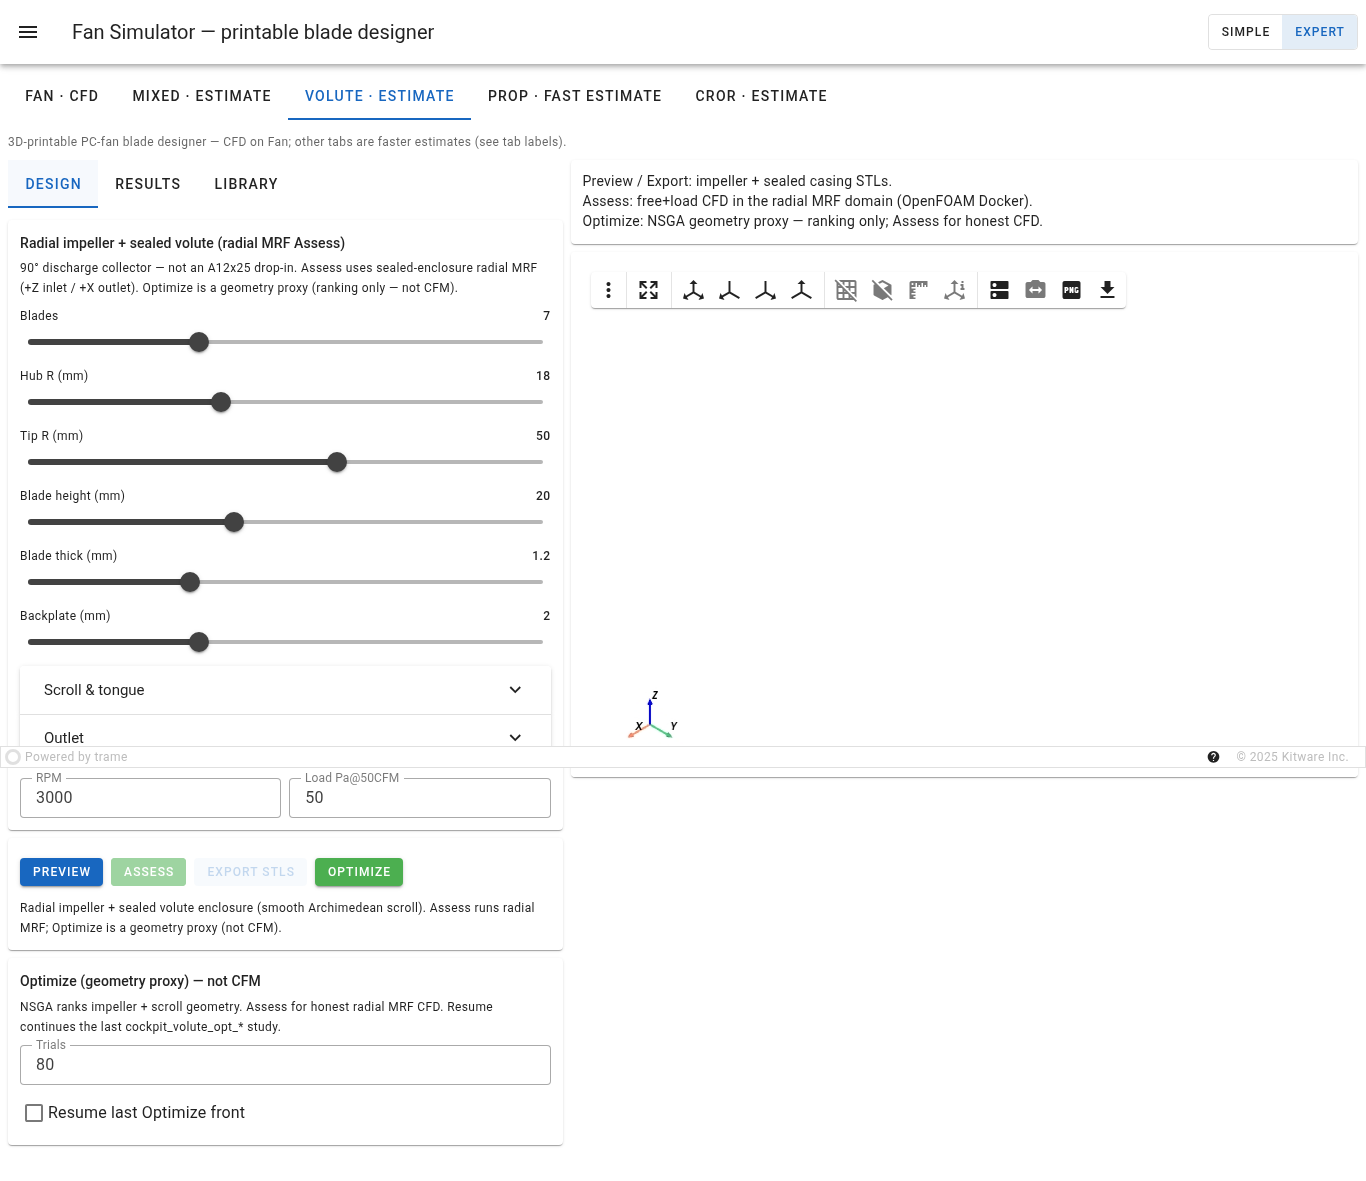 Fan Simulator — printable blade designer
SIMPLE
EXPERT
FAN · CFD
MIXED · ESTIMATE
VOLUTE · ESTIMATE
PROP · FAST ESTIMATE
CROR · ESTIMATE
3D-printable PC-fan blade designer — CFD on Fan; other tabs are faster estimates (see tab labels).
DESIGN
RESULTS
LIBRARY
Radial impeller + sealed volute (radial MRF Assess)
90° discharge collector — not an A12x25 drop-in. Assess uses sealed-enclosure radial MRF
(+Z inlet / +X outlet). Optimize is a geometry proxy (ranking only — not CFM).
Blades 7
Hub R (mm) 18
Tip R (mm) 50
Blade height (mm) 20
Blade thick (mm) 1.2
Backplate (mm) 2
Scroll & tongue
Outlet
Preview / Export: impeller + sealed casing STLs.
Assess: free+load CFD in the radial MRF domain (OpenFOAM Docker).
Optimize: NSGA geometry proxy — ranking only; Assess for honest CFD.
PNG
Z
X
Y
Powered by trame
© 2025 Kitware Inc.
RPM
3000
Load Pa@50CFM
50
PREVIEW
ASSESS
EXPORT STLS
OPTIMIZE
Radial impeller + sealed volute enclosure (smooth Archimedean scroll). Assess runs radial
MRF; Optimize is a geometry proxy (not CFM).
Optimize (geometry proxy) — not CFM
NSGA ranks impeller + scroll geometry. Assess for honest radial MRF CFD. Resume
continues the last cockpit_volute_opt_* study.
Trials
80
Resume last Optimize front